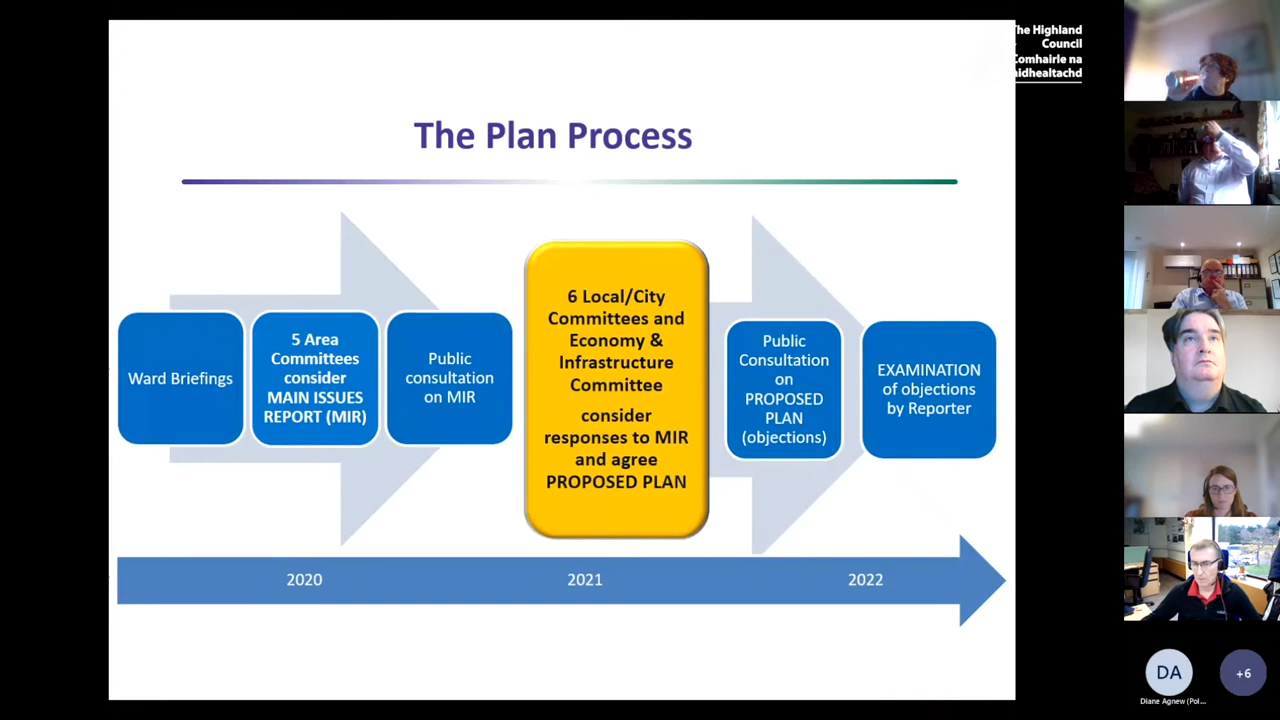 The Highland
Council
Comhairle na
The Plan Process
Ward Briefings
5 Area
Committees
consider
MAIN ISSUES
REPORT (MIR)
Public
consultation
on MIR
6 Local/City
Committees and
Economy &
Infrastructure
Committee
consider
responses to MIR
and agree
PROPOSED PLAN
Public
Consultation
on
PROPOSED
PLAN
(objections)
EXAMINATION
of objections
by Reporter
2020
2021
2022
DA
+6
Diane Agnew (Pol...